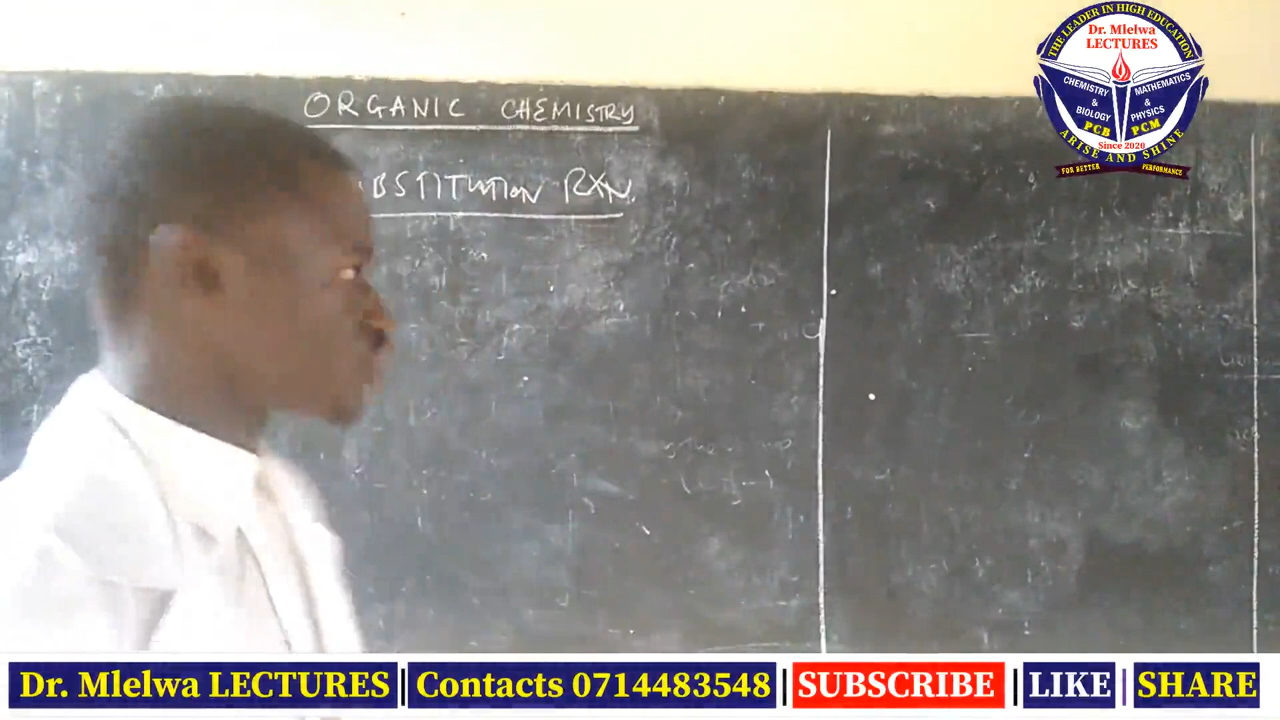 ORGANIC CHEMISTRY
BSTITUTION RXN.
THE LEADER IN HIGH EDUCATION
Dr. Mlelwa
LECTURES
CHEMISTRY
&
BIOLOGY
PCB
MATHEMATICS
&
PHYSICS
PCM
Since 2020
ARISE AND SHINE
FOR BETTER PERFORMANCE
Dr. Mlelwa LECTURES | Contacts 0714483548 | SUBSCRIBE | LIKE | SHARE